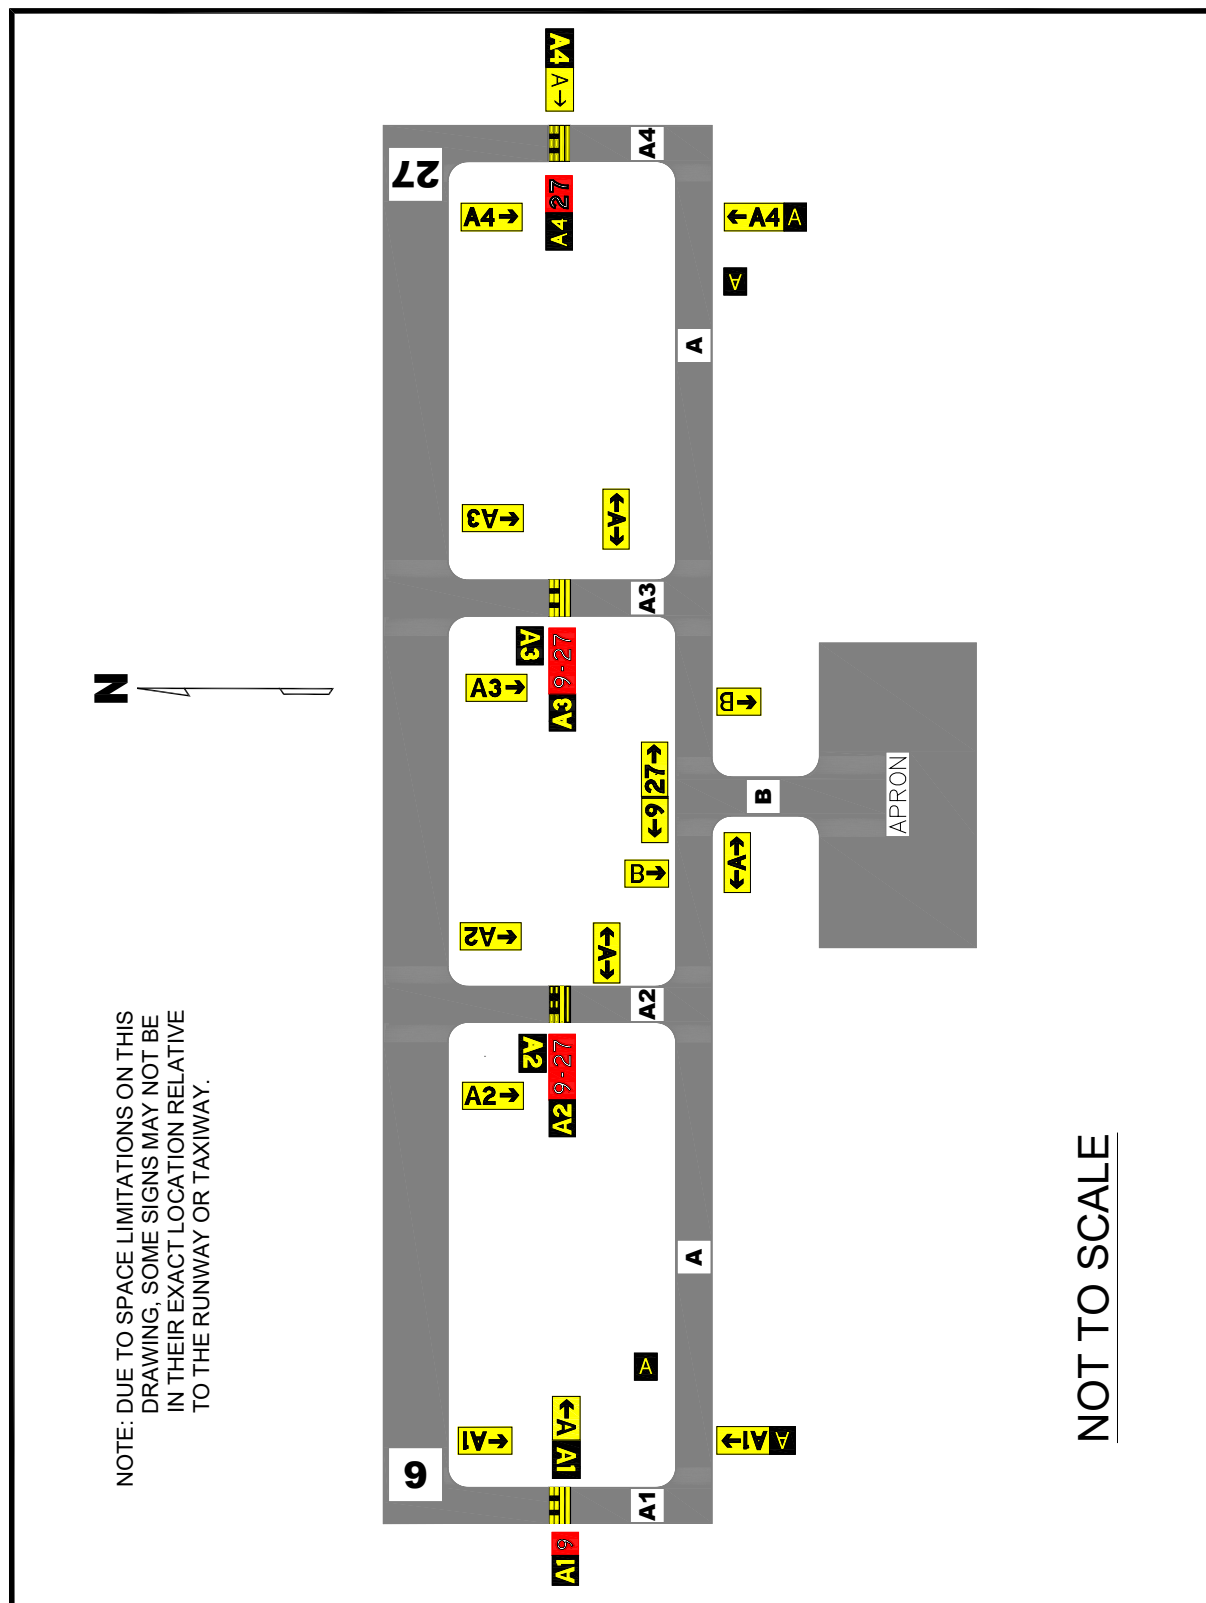 NOTE: DUE TO SPACE LIMITATIONS ON THIS
DRAWING, SOME SIGNS MAY NOT BE
IN THEIR EXACT LOCATION RELATIVE
TO THE RUNWAY OR TAXIWAY.
N
9
27
←A1
A2→
←A2
A3→
←A3
A4→
A2
A3
A1 9
A1 A→
A2 9-27
A3 9-27
A4 27
A4 A→
←A→
←A→
B→
←9 27→
A
A1
A2
A3
A4
A
A
A A1→
←A→
←B
A
←A4 A
B
APRON
NOT TO SCALE